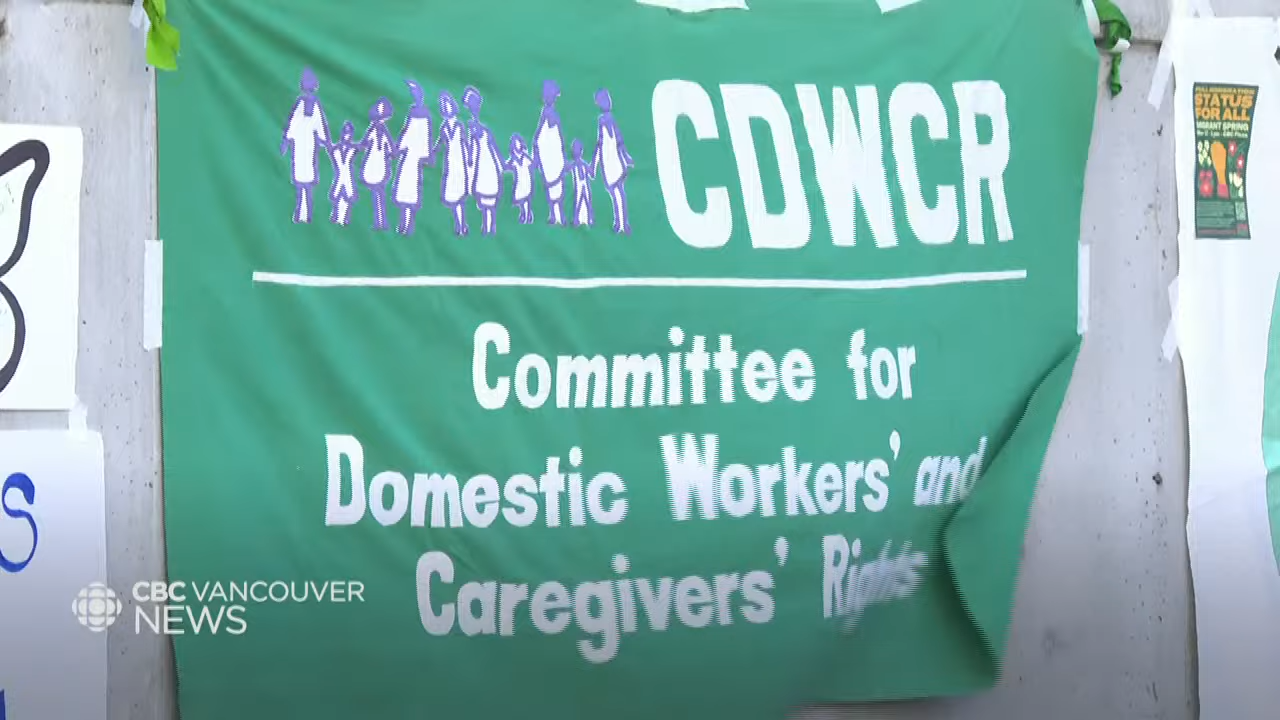 CDWCR
Committee for
Domestic Workers' and
Caregivers' Rights
STATUS
FOR ALL
S
CBC VANCOUVER
NEWS